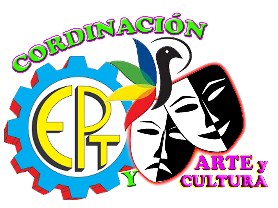 CORDINACIÓN
EPT
Y
ARTE y
CULTURA